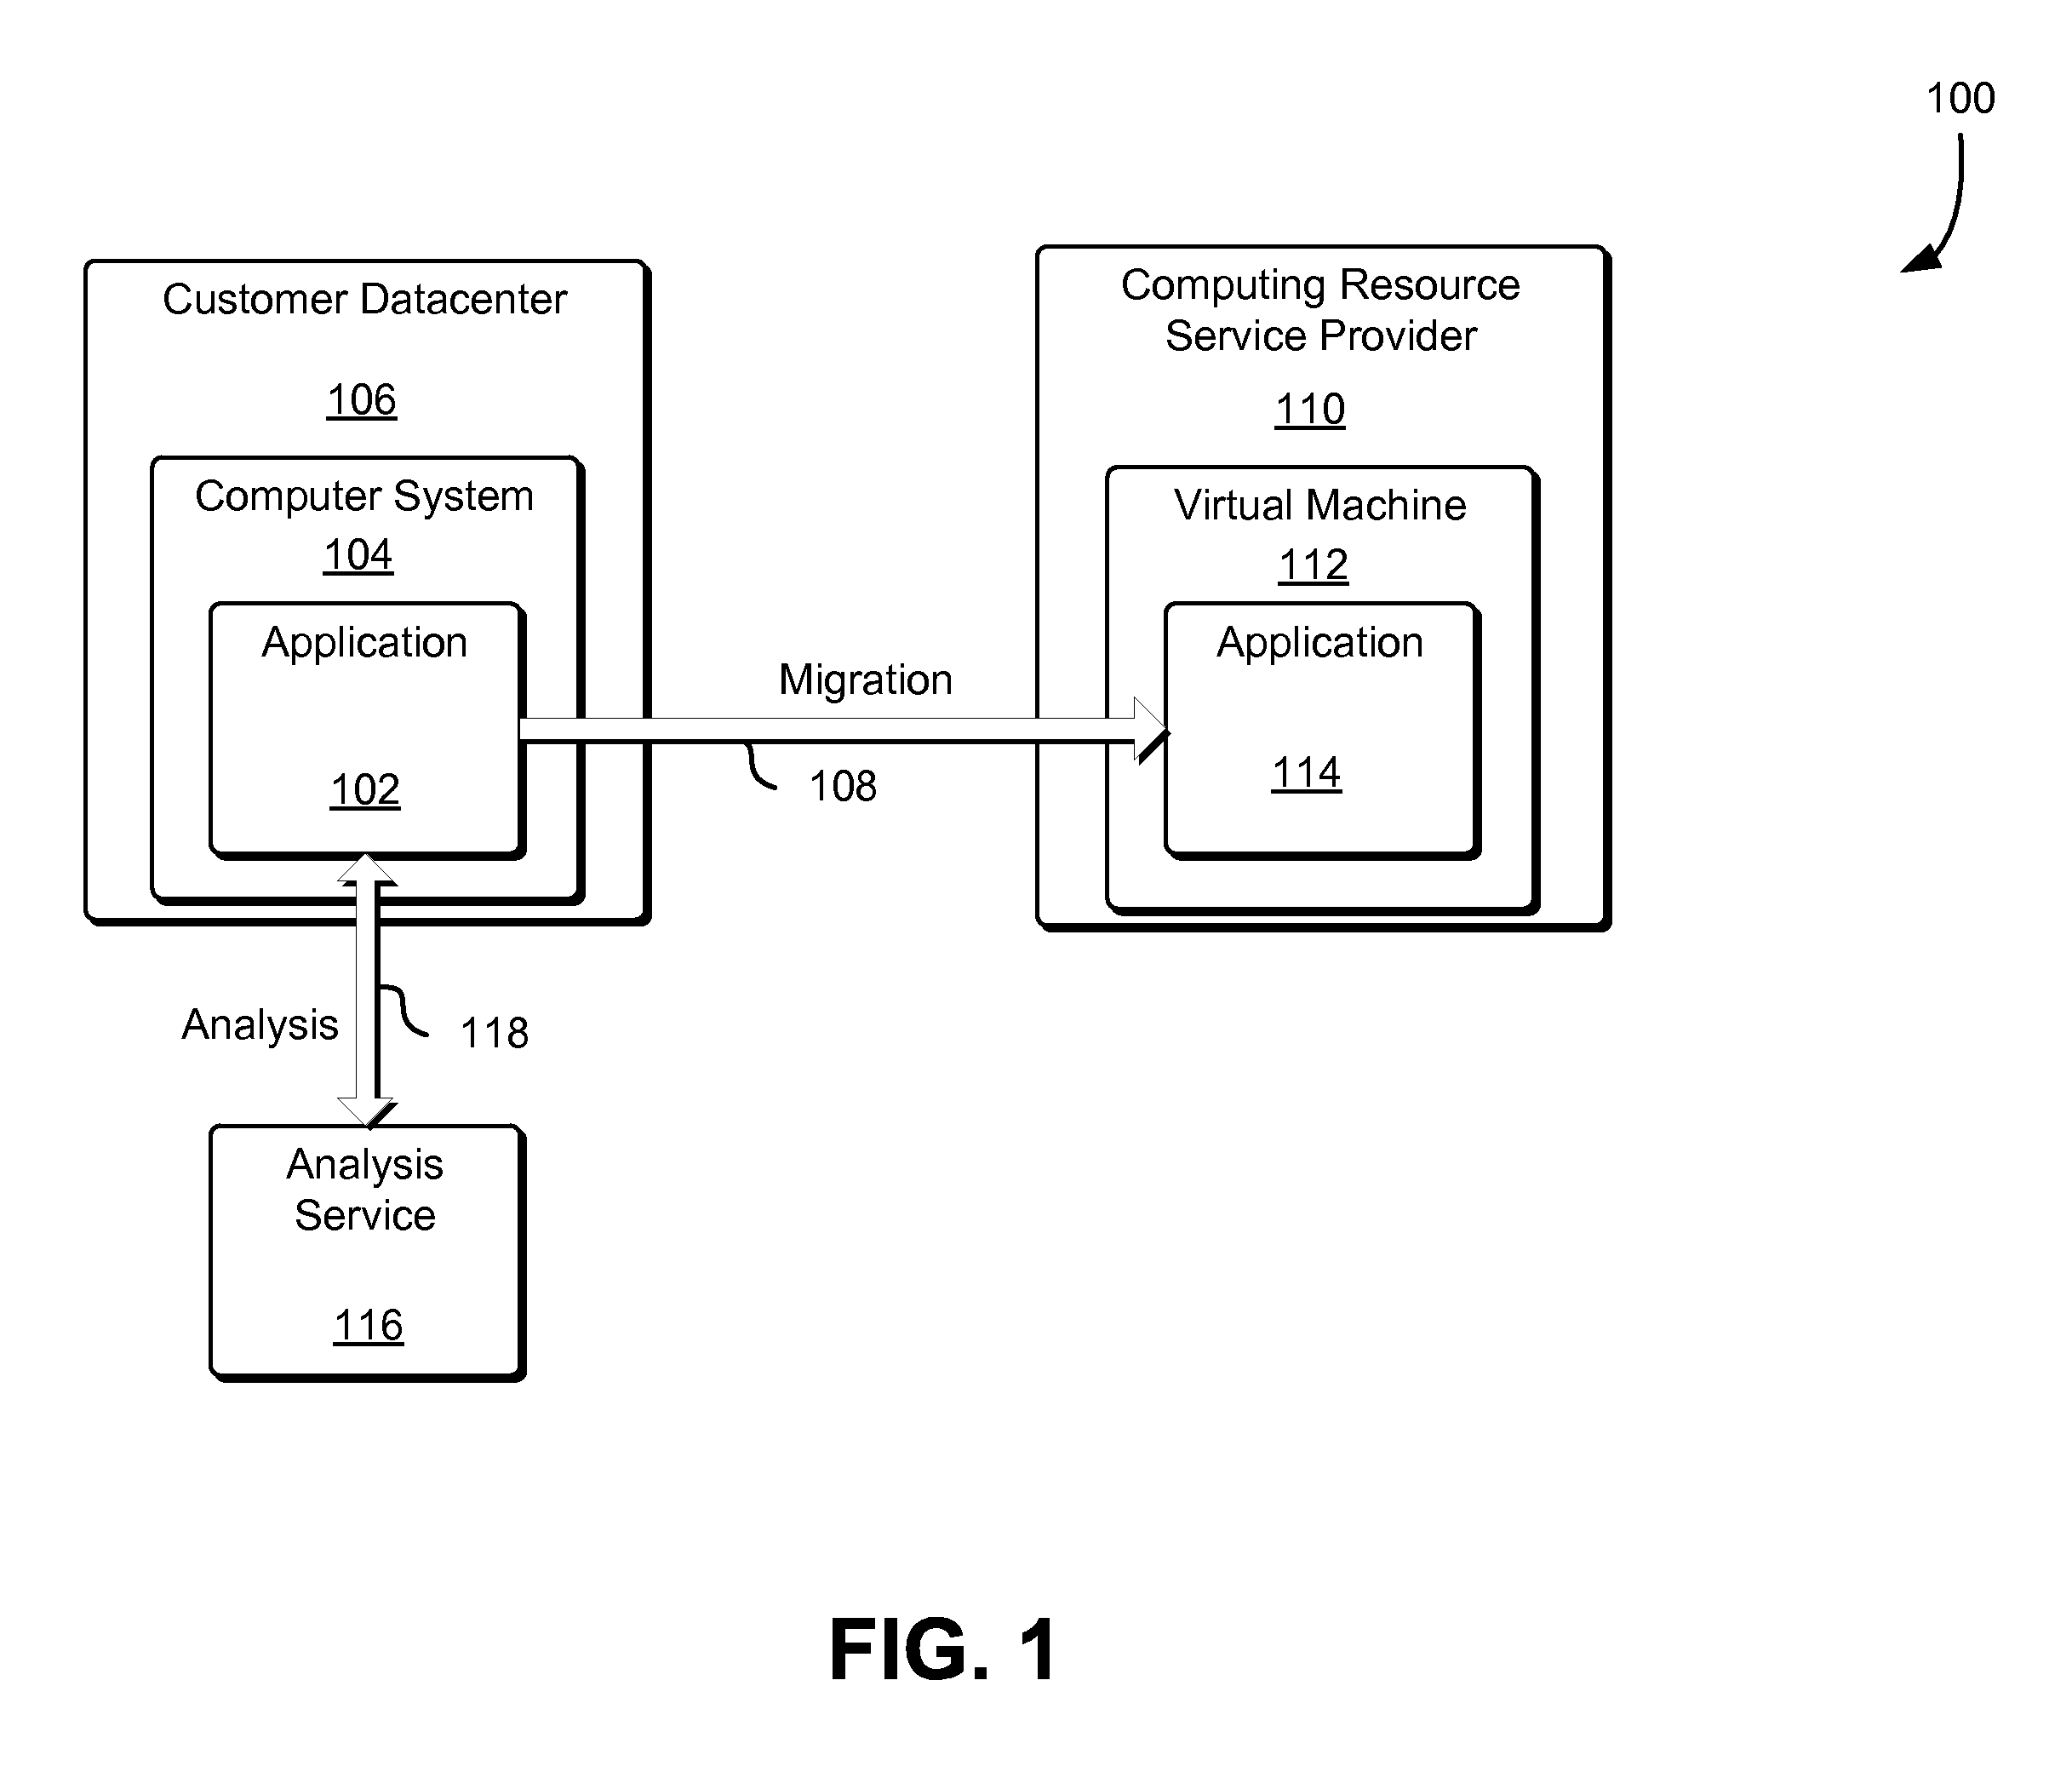 100
Customer Datacenter
106
Computer System
104
Application
102
Migration
108
Computing Resource
Service Provider
110
Virtual Machine
112
Application
114
Analysis
118
Analysis
Service
116
FIG. 1